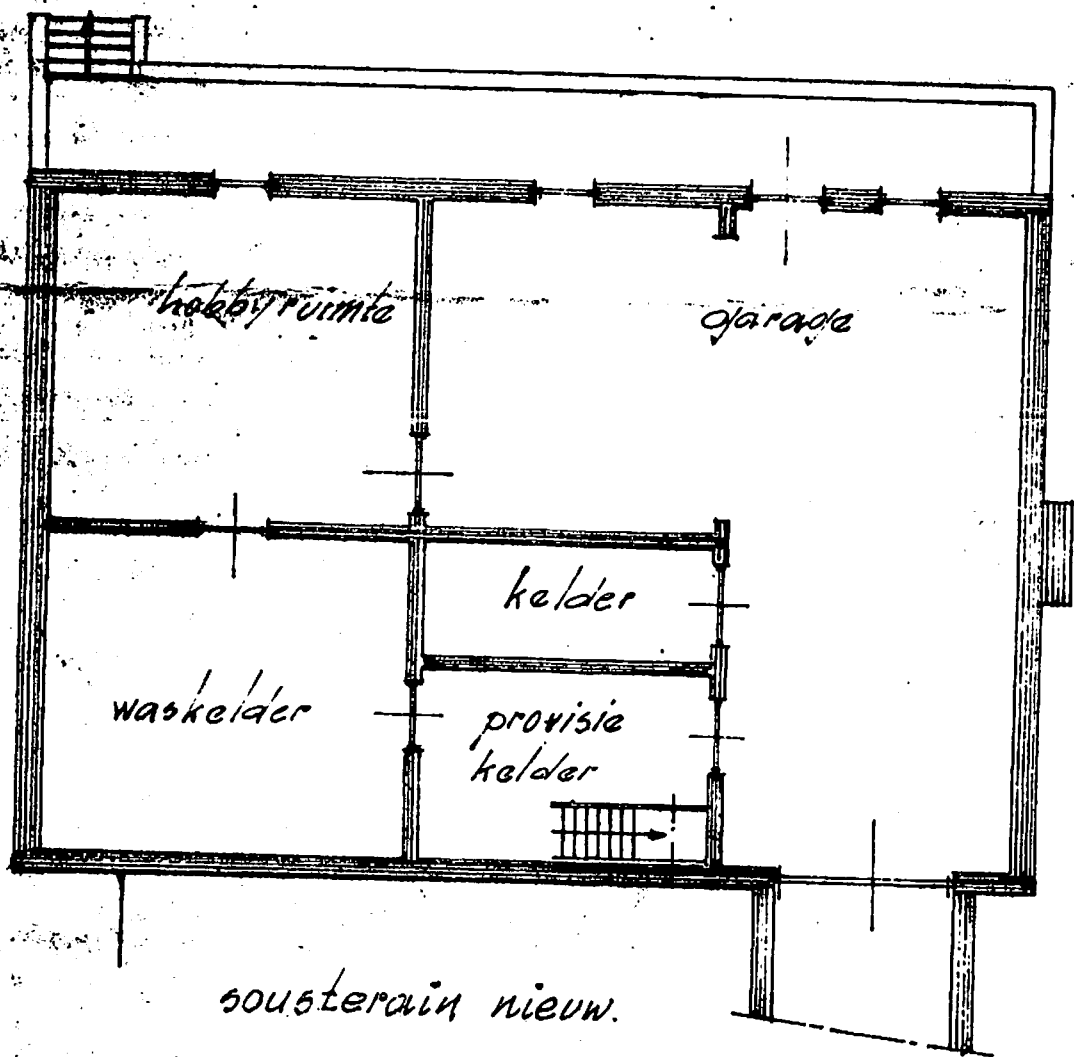 hobbyruimte
garage
kelder
waskelder
provisie
kelder
sousterain nieuw.